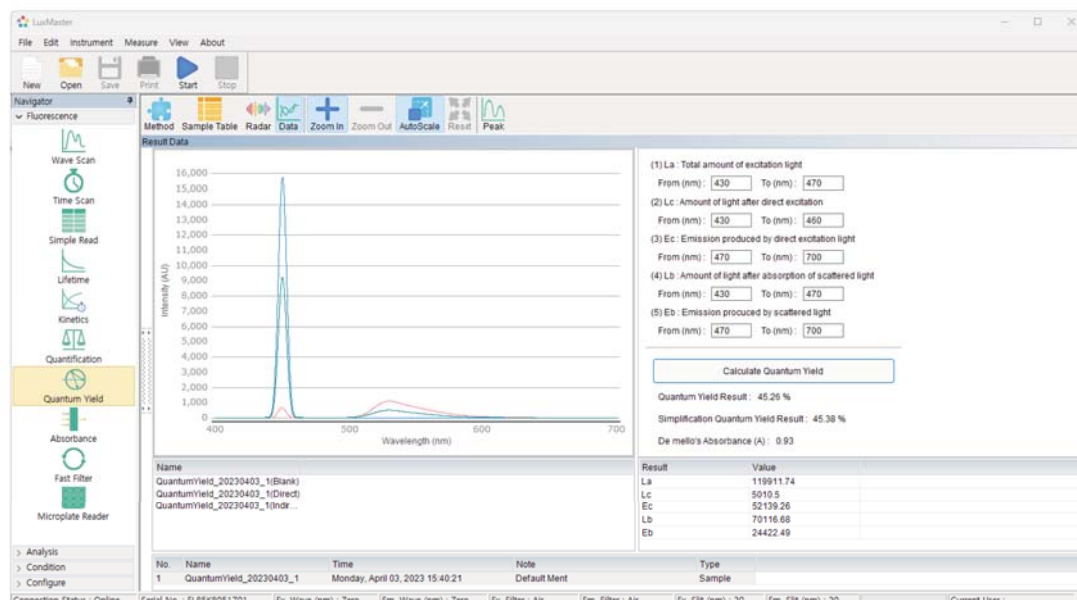 LuxMaster
File Edit Instrument Measure View About
New Open Save Print Start Stop
Navigator
Fluorescence
Wave Scan
Time Scan
Simple Read
Lifetime
Kinetics
Quantification
Quantum Yield
Absorbance
Fast Filter
Microplate Reader
> Analysis
> Condition
> Configure
Method Sample Table Radar Data Zoom In Zoom Out AutoScale Reset Peak
Result Data
Intensity (AU)
16,000
15,000
14,000
13,000
12,000
11,000
10,000
9,000
8,000
7,000
6,000
5,000
4,000
3,000
2,000
1,000
0
400 500 600 700
Wavelength (nm)
(1) La : Total amount of excitation light
From (nm) : 430 To (nm) : 470
(2) Lc : Amount of light after direct excitation
From (nm) : 430 To (nm) : 460
(3) Ec : Emission produced by direct excitation light
From (nm) : 470 To (nm) : 700
(4) Lb : Amount of light after absorption of scattered light
From (nm) : 430 To (nm) : 470
(5) Eb : Emission procuced by scattered light
From (nm) : 470 To (nm) : 700
Calculate Quantum Yield
Quantum Yield Result : 45.26 %
Simplification Quantum Yield Result : 45.38 %
De mello's Absorbance (A) : 0.93
Name
QuantumYield_20230403_1(Blank)
QuantumYield_20230403_1(Direct)
QuantumYield_20230403_1(Indir...
Result Value
La 119911.74
Lc 5010.5
Ec 52139.26
Lb 70116.68
Eb 24422.49
No. Name Time Note Type
1 QuantumYield_20230403_1 Monday, April 03, 2023 15:40:21 Default Ment Sample
Connection Status : Online